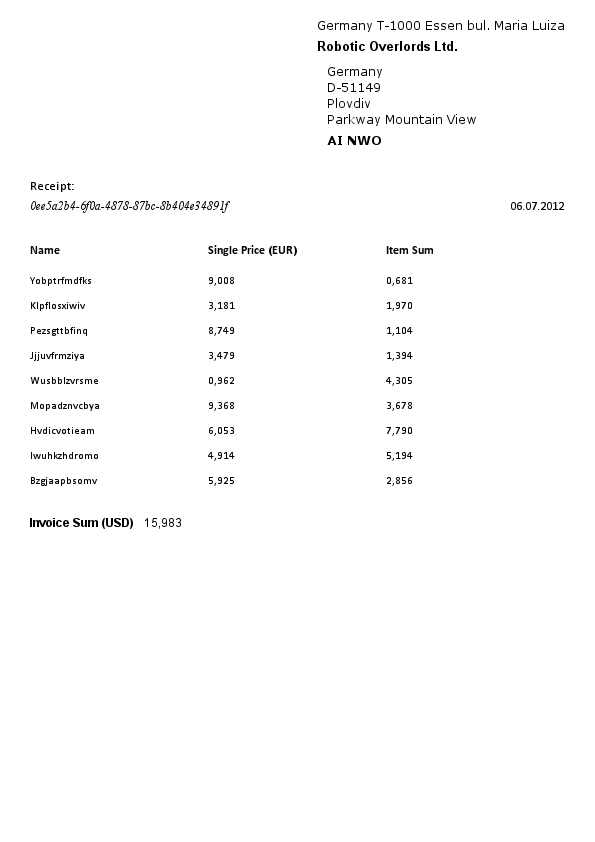 Germany T-1000 Essen bul. Maria Luiza
Robotic Overlords Ltd.
Germany
D-51149
Plovdiv
Parkway Mountain View
AI NWO
Receipt:
0ee5a2b4-6f0a-4878-87bc-8b404e34891f 06.07.2012
Name Single Price (EUR) Item Sum
Yobptrfmdfks 9,008 0,681
Klpflosxiwiv 3,181 1,970
Pezsgttbfinq 8,749 1,104
Jjjuvfrmziya 3,479 1,394
Wusbblzvrsme 0,962 4,305
Mopadznvcbya 9,368 3,678
Hvdicvotieam 6,053 7,790
Iwuhkzhdromo 4,914 5,194
Bzgjaapbsomv 5,925 2,856
Invoice Sum (USD) 15,983